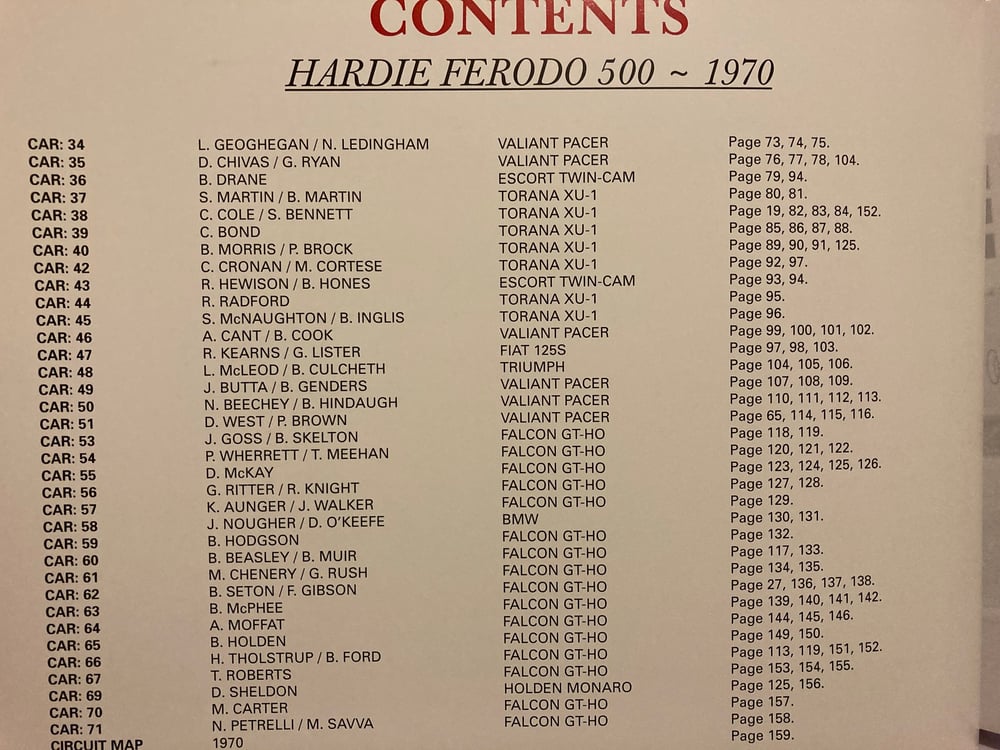 CONTENTS
HARDIE FERODO 500 ~ 1970
CAR: 34 L. GEOGHEGAN / N. LEDINGHAM VALIANT PACER Page 73, 74, 75.
CAR: 35 D. CHIVAS / G. RYAN VALIANT PACER Page 76, 77, 78, 104.
CAR: 36 B. DRANE ESCORT TWIN-CAM Page 79, 94.
CAR: 37 S. MARTIN / B. MARTIN TORANA XU-1 Page 80, 81.
CAR: 38 C. COLE / S. BENNETT TORANA XU-1 Page 19, 82, 83, 84, 152.
CAR: 39 C. BOND TORANA XU-1 Page 85, 86, 87, 88.
CAR: 40 B. MORRIS / P. BROCK TORANA XU-1 Page 89, 90, 91, 125.
CAR: 42 C. CRONAN / M. CORTESE TORANA XU-1 Page 92, 97.
CAR: 43 R. HEWISON / B. HONES ESCORT TWIN-CAM Page 93, 94.
CAR: 44 R. RADFORD TORANA XU-1 Page 95.
CAR: 45 S. McNAUGHTON / B. INGLIS TORANA XU-1 Page 96.
CAR: 46 A. CANT / B. COOK VALIANT PACER Page 99, 100, 101, 102.
CAR: 47 R. KEARNS / G. LISTER FIAT 125S Page 97, 98, 103.
CAR: 48 L. McLEOD / B. CULCHETH TRIUMPH Page 104, 105, 106.
CAR: 49 J. BUTTA / B. GENDERS VALIANT PACER Page 107, 108, 109.
CAR: 50 N. BEECHEY / B. HINDAUGH VALIANT PACER Page 110, 111, 112, 113.
CAR: 51 D. WEST / P. BROWN VALIANT PACER Page 65, 114, 115, 116.
CAR: 53 J. GOSS / B. SKELTON FALCON GT-HO Page 118, 119.
CAR: 54 P. WHERRETT / T. MEEHAN FALCON GT-HO Page 120, 121, 122.
CAR: 55 D. McKAY FALCON GT-HO Page 123, 124, 125, 126.
CAR: 56 G. RITTER / R. KNIGHT FALCON GT-HO Page 127, 128.
CAR: 57 K. AUNGER / J. WALKER FALCON GT-HO Page 129.
CAR: 58 J. NOUGHER / D. O'KEEFE BMW Page 130, 131.
CAR: 59 B. HODGSON FALCON GT-HO Page 132.
CAR: 60 B. BEASLEY / B. MUIR FALCON GT-HO Page 117, 133.
CAR: 61 M. CHENERY / G. RUSH FALCON GT-HO Page 134, 135.
CAR: 62 B. SETON / F. GIBSON FALCON GT-HO Page 27, 136, 137, 138.
CAR: 63 B. McPHEE FALCON GT-HO Page 139, 140, 141, 142.
CAR: 64 A. MOFFAT FALCON GT-HO Page 144, 145, 146.
CAR: 65 B. HOLDEN FALCON GT-HO Page 149, 150.
CAR: 66 H. THOLSTRUP / B. FORD FALCON GT-HO Page 113, 119, 151, 152.
CAR: 67 T. ROBERTS FALCON GT-HO Page 153, 154, 155.
CAR: 69 D. SHELDON HOLDEN MONARO Page 125, 156.
CAR: 70 M. CARTER FALCON GT-HO Page 157.
CAR: 71 N. PETRELLI / M. SAVVA FALCON GT-HO Page 158.
CIRCUIT MAP 1970 Page 159.